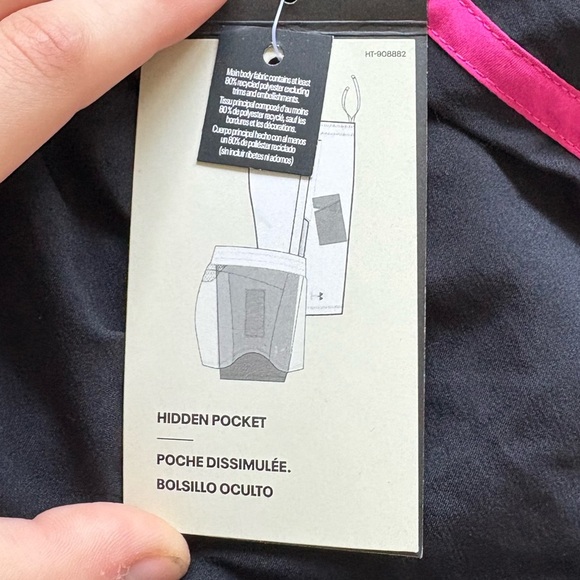 HT-908882
Main body fabric contains at least
80% recycled polyester excluding
trims and embellishments.
Tissu principal composé d'au moins
80 % de polyester recyclé, sauf les
bordures et les décorations.
Cuerpo principal hecho con al menos
un 80% de poliéster reciclado
(sin incluir ribetes ni adornos)
HIDDEN POCKET
POCHE DISSIMULÉE.
BOLSILLO OCULTO